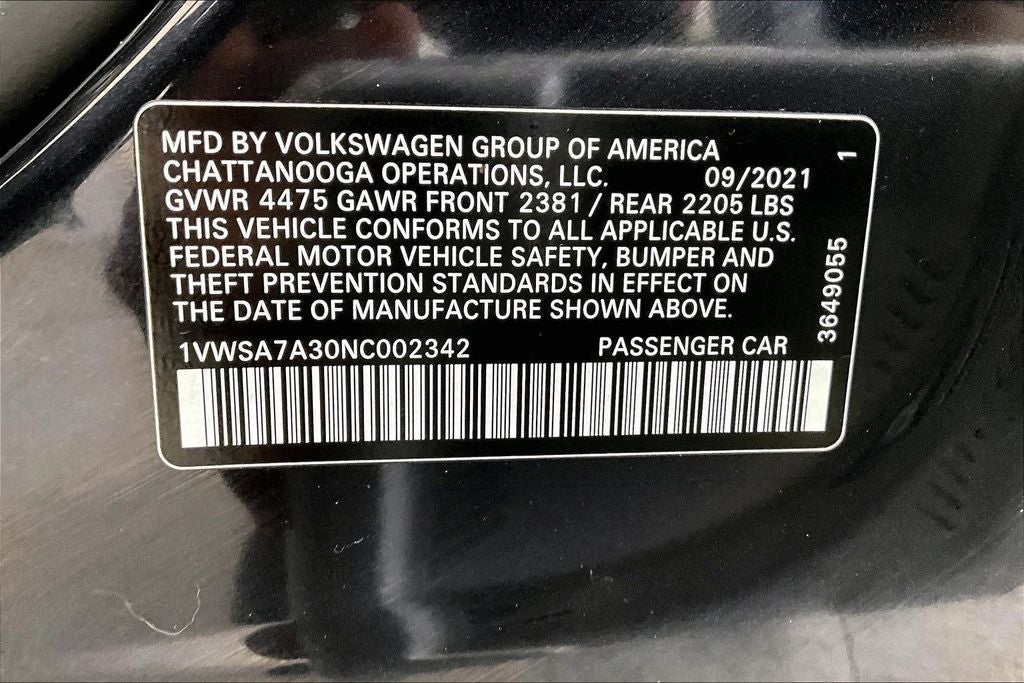 MFD BY VOLKSWAGEN GROUP OF AMERICA
CHATTANOOGA OPERATIONS, LLC. 09/2021
GVWR 4475 GAWR FRONT 2381 / REAR 2205 LBS
THIS VEHICLE CONFORMS TO ALL APPLICABLE U.S.
FEDERAL MOTOR VEHICLE SAFETY, BUMPER AND
THEFT PREVENTION STANDARDS IN EFFECT ON
THE DATE OF MANUFACTURE SHOWN ABOVE.
1VWSA7A30NC002342 PASSENGER CAR
3649055 1